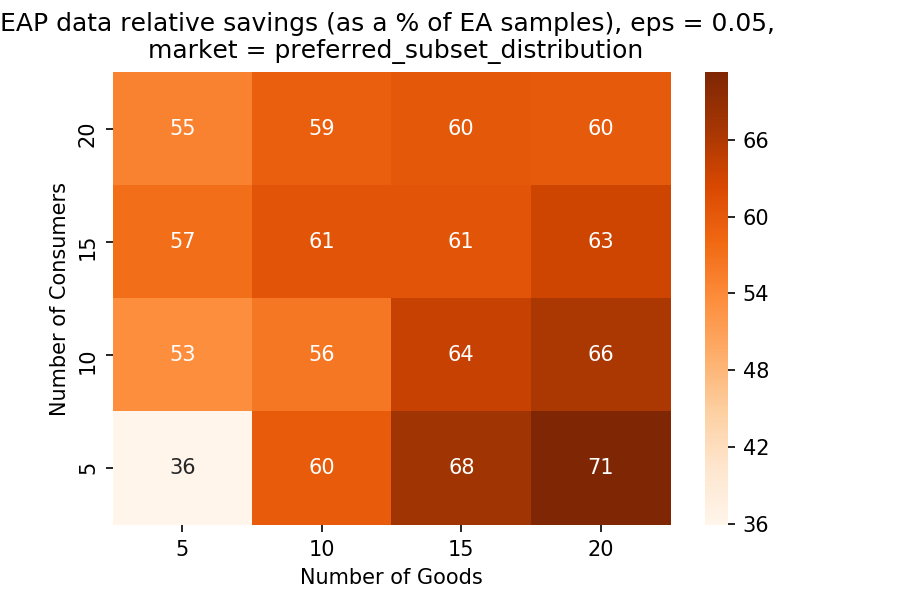 EAP data relative savings (as a % of EA samples), eps = 0.05,
market = preferred_subset_distribution
Number of Consumers
20
55 59 60 60
15
57 61 61 63
10
53 56 64 66
5
36 60 68 71
5 10 15 20
Number of Goods
66
60
54
48
42
36